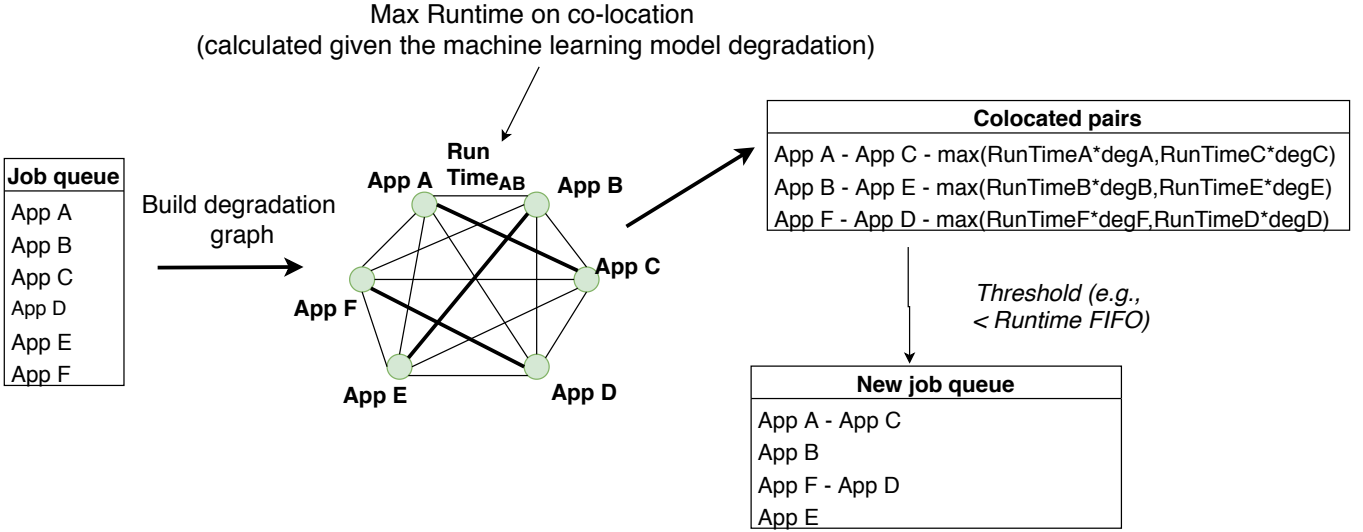 Max Runtime on co-location
(calculated given the machine learning model degradation)
Job queue
App A
App B
App C
App D
App E
App F
Build degradation
graph
Run
Time_AB
App A
App B
App C
App F
App E
App D
Colocated pairs
App A - App C - max(RunTimeA*degA,RunTimeC*degC)
App B - App E - max(RunTimeB*degB,RunTimeE*degE)
App F - App D - max(RunTimeF*degF,RunTimeD*degD)
Threshold (e.g.,
< Runtime FIFO)
New job queue
App A - App C
App B
App F - App D
App E